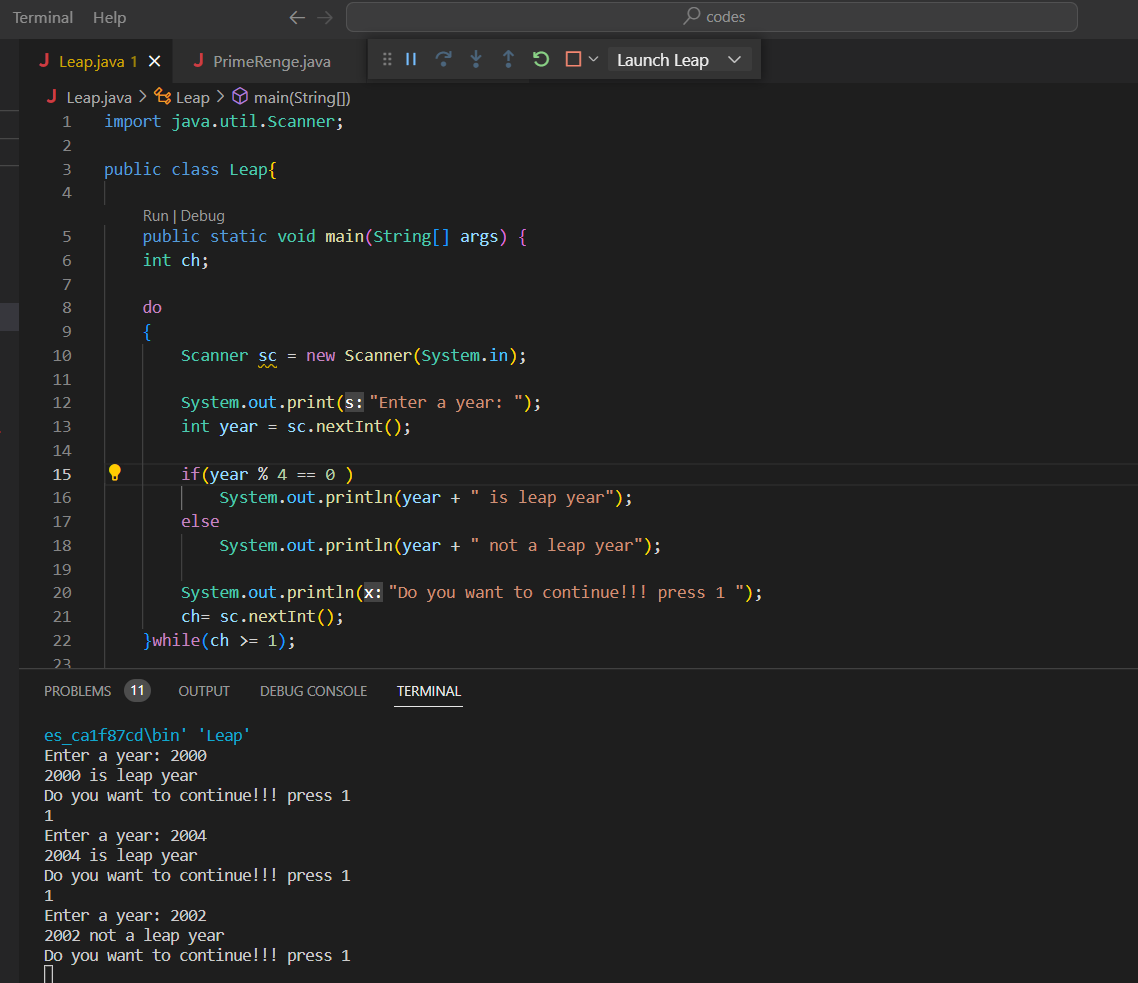 Terminal Help codes
Leap.java 1 PrimeRenge.java Launch Leap
Leap.java > Leap > main(String[])
1 import java.util.Scanner;
2
3 public class Leap{
4
Run | Debug
5 public static void main(String[] args) {
6 int ch;
7
8 do
9 {
10 Scanner sc = new Scanner(System.in);
11
12 System.out.print(s: "Enter a year: ");
13 int year = sc.nextInt();
14
15 if(year % 4 == 0 )
16 System.out.println(year + " is leap year");
17 else
18 System.out.println(year + " not a leap year");
19
20 System.out.println(x: "Do you want to continue!!! press 1 ");
21 ch= sc.nextInt();
22 }while(ch >= 1);
23
PROBLEMS 11 OUTPUT DEBUG CONSOLE TERMINAL
es_ca1f87cd\bin' 'Leap'
Enter a year: 2000
2000 is leap year
Do you want to continue!!! press 1
1
Enter a year: 2004
2004 is leap year
Do you want to continue!!! press 1
1
Enter a year: 2002
2002 not a leap year
Do you want to continue!!! press 1